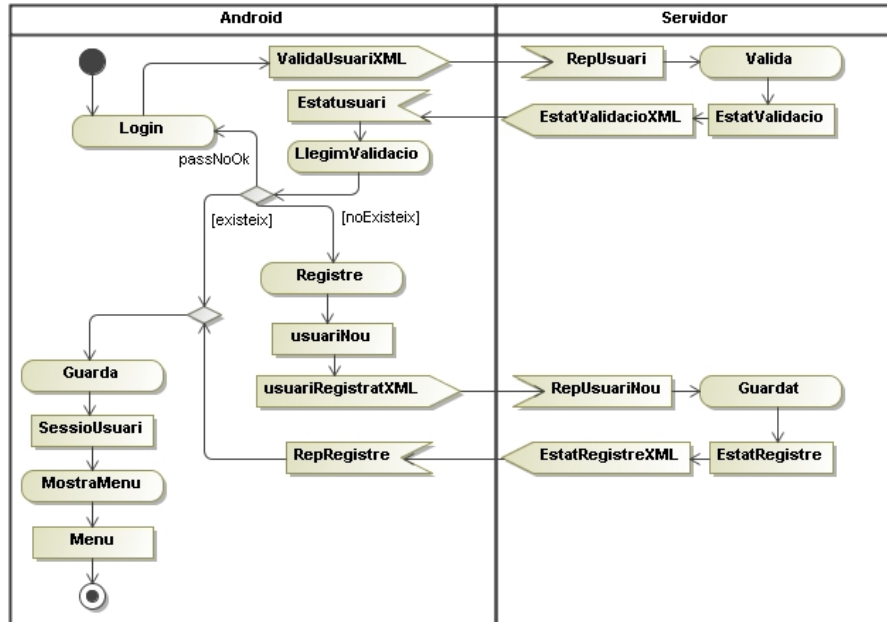 Android
Servidor
ValidaUsuariXML
RepUsuari
Valida
Estatusuari
EstatValidacioXML
EstatValidacio
Login
LlegimValidacio
passNoOk
[existeix]
[noExisteix]
Registre
usuariNou
Guarda
usuariRegistratXML
RepUsuariNou
Guardat
SessioUsuari
RepRegistre
EstatRegistreXML
EstatRegistre
MostraMenu
Menu